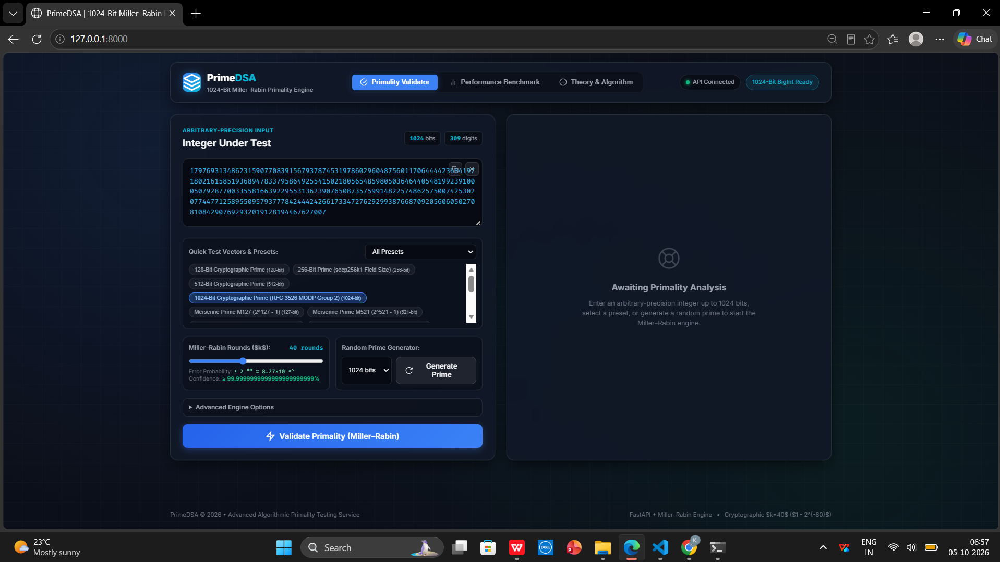 PrimeDSA | 1024-Bit Miller–Rabin
127.0.0.1:8000
Chat
PrimeDSA
1024-Bit Miller–Rabin Primality Engine
Primality Validator
Performance Benchmark
Theory & Algorithm
API Connected
1024-Bit BigInt Ready
ARBITRARY-PRECISION INPUT
Integer Under Test
1024 bits
309 digits
179769313486231590770839156793787453197860296048756011706444423684197
180216158519368947833795864925541502180565485980503646440548199239100
050792877003355816639229553136239076508735759914822574862575007425302
077447712589550957937778424442426617334727629299387668709205606050270
810842907692932019128194467627007
Quick Test Vectors & Presets:
All Presets
128-Bit Cryptographic Prime (128-bit)
256-Bit Prime (secp256k1 Field Size) (256-bit)
512-Bit Cryptographic Prime (512-bit)
1024-Bit Cryptographic Prime (RFC 3526 MODP Group 2) (1024-bit)
Mersenne Prime M127 (2^127 - 1) (127-bit)
Mersenne Prime M521 (2^521 - 1) (521-bit)
Miller–Rabin Rounds ($k$):
40 rounds
Error Probability: ≤ 2⁻⁸⁰ ≈ 8.27×10⁻²⁵
Confidence: ≥ 99.9999999999999999999999%
Random Prime Generator:
1024 bits
Generate
Prime
Advanced Engine Options
Validate Primality (Miller–Rabin)
Awaiting Primality Analysis
Enter an arbitrary-precision integer up to 1024 bits,
select a preset, or generate a random prime to start the
Miller–Rabin engine.
PrimeDSA © 2026 • Advanced Algorithmic Primality Testing Service
FastAPI + Miller–Rabin Engine • Cryptographic $k=40$ ($1 - 2^{-80}$)
23°C
Mostly sunny
Search
DELL
K
ENG
IN
06:57
05-10-2026